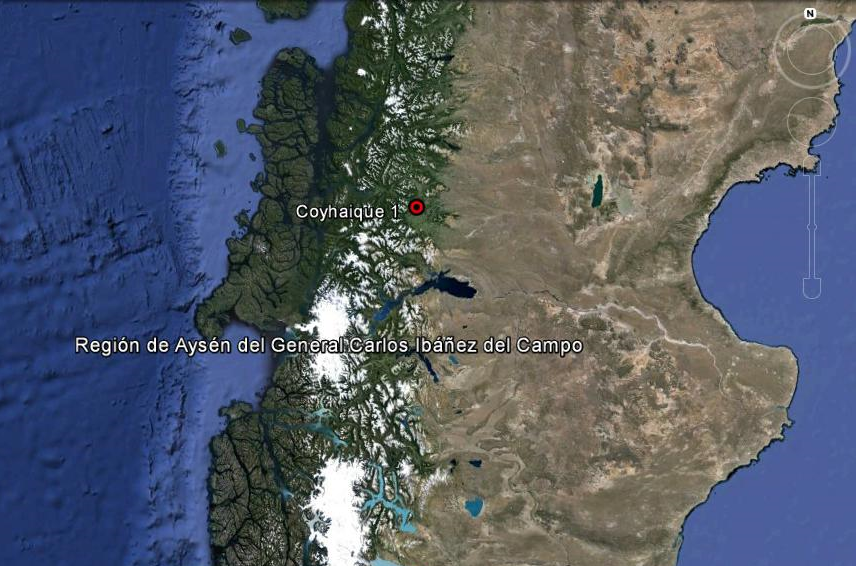 N
Coyhaique 1
Región de Aysén del General Carlos Ibáñez del Campo